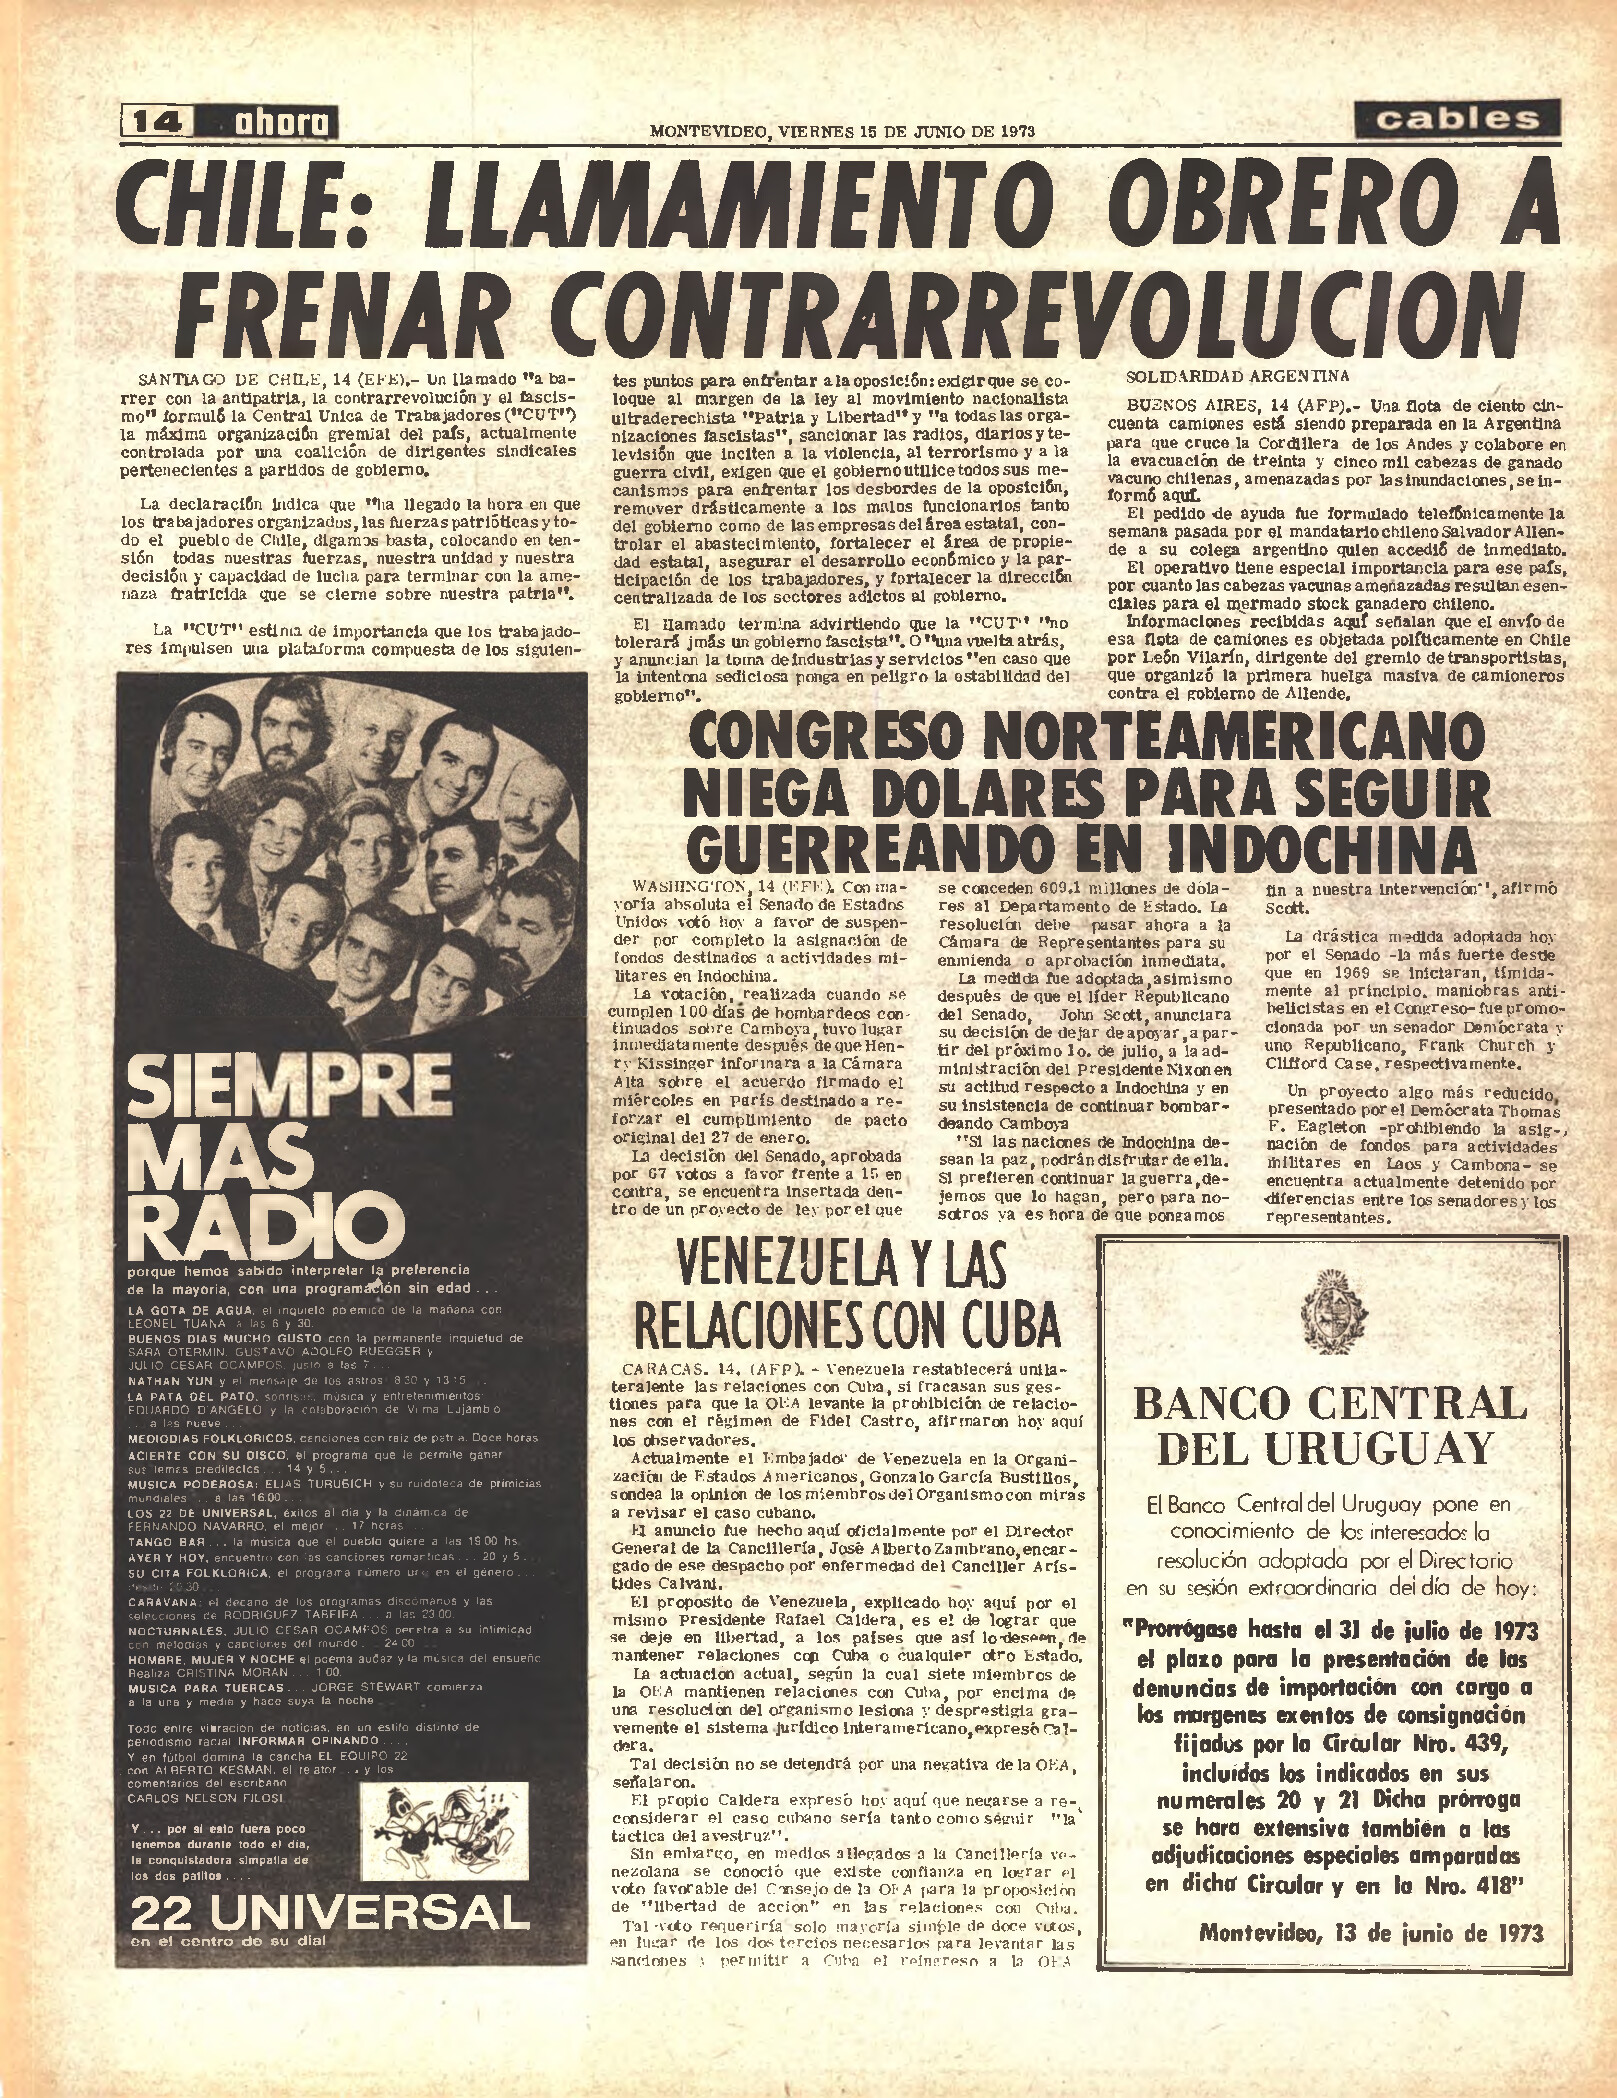 14 ahora
MONTEVIDEO, VIERNES 15 DE JUNIO DE 1973
cables
CHILE: LLAMAMIENTO OBRERO A
FRENAR CONTRARREVOLUCION
SANTIAGO DE CHILE, 14 (EFE).- Un llamado "a ba-
rrer con la antipatria, la contrarrevolución y el fascis-
mo" formuló la Central Unica de Trabajadores ("CUT")
la máxima organización gremial del país, actualmente
controlada por una coalición de dirigentes sindicales
pertenecientes a partidos de gobierno.
La declaración indica que "ha llegado la hora en que
los trabajadores organizados, las fuerzas patrióticas y to-
do el pueblo de Chile, digamos basta, colocando en ten-
sión todas nuestras fuerzas, nuestra unidad y nuestra
decisión y capacidad de lucha para terminar con la ame-
naza fratricida que se cierne sobre nuestra patria".
La "CUT" estima de importancia que los trabajado-
res impulsen una plataforma compuesta de los siguien-
tes puntos para enfrentar a la oposición: exigir que se co-
loque al margen de la ley al movimiento nacionalista
ultraderechista "Patria y Libertad" y "a todas las orga-
nizaciones fascistas", sancionar las radios, diarios y te-
levisión que inciten a la violencia, al terrorismo y a la
guerra civil, exigen que el gobierno utilice todos sus me-
canismos para enfrentar los desbordes de la oposición,
remover drásticamente a los malos funcionarios tanto
del gobierno como de las empresas del área estatal, con-
trolar el abastecimiento, fortalecer el área de propie-
dad estatal, asegurar el desarrollo económico y la par-
ticipación de los trabajadores, y fortalecer la dirección
centralizada de los sectores adictos al gobierno.
El llamado termina advirtiendo que la "CUT" "no
tolerará jmás un gobierno fascista". O "una vuelta atrás,
y anuncian la toma de industrias y servicios "en caso que
la intentona sediciosa ponga en peligro la estabilidad del
gobierno".
SOLIDARIDAD ARGENTINA
BUENOS AIRES, 14 (AFP).- Una flota de ciento cin-
cuenta camiones está siendo preparada en la Argentina
para que cruce la Cordillera de los Andes y colabore en
la evacuación de treinta y cinco mil cabezas de ganado
vacuno chilenas, amenazadas por las inundaciones, se in-
formó aquí.
El pedido de ayuda fue formulado telefónicamente la
semana pasada por el mandatario chileno Salvador Allen-
de a su colega argentino quien accedió de inmediato.
El operativo tiene especial importancia para ese país,
por cuanto las cabezas vacunas amenazadas resultan esen-
ciales para el mermado stock ganadero chileno.
Informaciones recibidas aquí señalan que el envío de
esa flota de camiones es objetada políticamente en Chile
por León Vilarín, dirigente del gremio de transportistas,
que organizó la primera huelga masiva de camioneros
contra el gobierno de Allende.
CONGRESO NORTEAMERICANO
NIEGA DOLARES PARA SEGUIR
GUERREANDO EN INDOCHINA
WASHINGTON, 14 (EFE). Con ma-
yoría absoluta el Senado de Estados
Unidos votó hoy a favor de suspen-
der por completo la asignación de
fondos destinados a actividades mi-
litares en Indochina.
La votación, realizada cuando se
cumplen 100 días de bombardeos con-
tinuados sobre Camboya, tuvo lugar
inmediatamente después de que Hen-
ry Kissinger informara a la Cámara
Alta sobre el acuerdo firmado el
miércoles en París destinado a re-
forzar el cumplimiento de pacto
original del 27 de enero.
La decisión del Senado, aprobada
por 67 votos a favor frente a 15 en
contra, se encuentra insertada den-
tro de un proyecto de ley por el que
se conceden 609.1 millones de dóla-
res al Departamento de Estado. La
resolución debe pasar ahora a la
Cámara de Representantes para su
enmienda o aprobación inmediata.
La medida fue adoptada, asimismo
después de que el líder Republicano
del Senado, John Scott, anunciara
su decisión de dejar de apoyar, a par-
tir del próximo 1o. de julio, a la ad-
ministración del Presidente Nixon en
su actitud respecto a Indochina y en
su insistencia de continuar bombar-
deando Camboya
"Si las naciones de Indochina de-
sean la paz, podrán disfrutar de ella.
Si prefieren continuar la guerra, de-
jemos que lo hagan, pero para no-
sotros ya es hora de que pongamos
fin a nuestra intervención", afirmó
Scott.
La drástica medida adoptada hoy
por el Senado -la más fuerte desde
que en 1969 se iniciaran, tímida-
mente al principio, maniobras anti-
belicistas en el Congreso- fue promo-
cionada por un senador Demócrata y
uno Republicano, Frank Church y
Clifford Case, respectivamente.
Un proyecto algo más reducido,
presentado por el Demócrata Thomas
F. Eagleton -prohibiendo la asig-
nación de fondos para actividades
militares en Laos y Cambona- se
encuentra actualmente detenido por
diferencias entre los senadores y los
representantes.
SIEMPRE
MAS
RADIO
porque hemos sabido interpretar la preferencia
de la mayoría, con una programación sin edad . . .
LA GOTA DE AGUA, el inquieto polémico de la mañana con
LEONEL TUANA a las 6 y 30.
BUENOS DIAS MUCHO GUSTO con la permanente inquietud de
SARA OTERMIN, GUSTAVO ADOLFO RUEGGER y
JULIO CESAR OCAMPOS, justo a las 7 . . .
NATHAN YUN y el mensaje de los astros 8.30 y 13.15 . . .
LA PATA DEL PATO, sonrisas, música y entretenimientos
EDUARDO D'ANGELO y la colaboración de Vilma Lujambio
. . . a las nueve . . .
MEDIODIAS FOLKLORICOS, canciones con raíz de patria. Doce horas
ACIERTE CON SU DISCO, el programa que le permite ganar
sus temas predilectos . . . 14 y 5 . . .
MUSICA PODEROSA: ELIAS TURUBICH y su ruidoteca de primicias
mundiales . . . a las 16.00 . . .
LOS 22 DE UNIVERSAL, éxitos al día y la dinámica de
FERNANDO NAVARRO, el mejor . . . 17 horas . . .
TANGO BAR . . . la música que el pueblo quiere a las 19.00 hs.
AYER Y HOY, encuentro con las canciones románticas . . . 20 y 5 . . .
SU CITA FOLKLORICA, el programa número uno en el género . . .
desde 20.30 . . .
CARAVANA: el decano de los programas discómanos y las
selecciones de RODRIGUEZ TABEIRA . . . a las 23.00.
NOCTURNALES, JULIO CESAR OCAMPOS penetra a su intimidad
con melodías y canciones del mundo . . . 24.00
HOMBRE, MUJER Y NOCHE el poema audaz y la música del ensueño
Realiza CRISTINA MORAN . . . 1.00.
MUSICA PARA TUERCAS . . . JORGE STEWART comienza
a la una y media y hace suya la noche . . .
Todo entre vibración de noticias, en un estilo distinto de
periodismo racial INFORMAR OPINANDO . . . .
Y en fútbol domina la cancha EL EQUIPO 22
con ALBERTO KESMAN, el relator . . . y los
comentarios del escribano
CARLOS NELSON FILOSI.
Y . . . por si esto fuera poco
tenemos durante todo el día,
la conquistadora simpatía de
los dos patitos . . . .
22 UNIVERSAL
en el centro de su dial
VENEZUELA Y LAS
RELACIONES CON CUBA
CARACAS. 14. (AFP). - Venezuela restablecerá unila-
teralente las relaciones con Cuba, si fracasan sus ges-
tiones para que la OEA levante la prohibición de relacio-
nes con el régimen de Fidel Castro, afirmaron hoy aquí
los observadores.
Actualmente el Embajador de Venezuela en la Organi-
zación de Estados Americanos, Gonzalo García Bustillos,
sondea la opinión de los miembros del Organismo con miras
a revisar el caso cubano.
El anuncio fue hecho aquí oficialmente por el Director
General de la Cancillería, José Alberto Zambrano, encar-
gado de ese despacho por enfermedad del Canciller Arís-
tides Calvani.
El propósito de Venezuela, explicado hoy aquí por el
mismo Presidente Rafael Caldera, es el de lograr que
se deje en libertad, a los países que así lo deseen, de
mantener relaciones con Cuba o cualquier otro Estado.
La actuacion actual, según la cual siete miembros de
la OEA mantienen relaciones con Cuba, por encima de
una resolución del organismo lesiona y desprestigia gra-
vemente el sistema jurídico interamericano, expresó Cal-
dera.
Tal decisión no se detendrá por una negativa de la OEA,
señalaron.
El propio Caldera expresó hoy aquí que negarse a re-
considerar el caso cubano sería tanto como séguir "la
táctica del avestruz".
Sin embargo, en medios allegados a la Cancillería ve-
nezolana se conoció que existe confianza en lograr el
voto favorable del Consejo de la OEA para la proposición
de "libertad de acción" en las relaciones con Cuba.
Tal voto requeriría solo mayoría simple de doce votos,
en lugar de los dos tercios necesarios para levantar las
sanciones y permitir a Cuba el reingreso a la OEA
BANCO CENTRAL
DEL URUGUAY
El Banco Central del Uruguay pone en
conocimiento de los interesados la
resolución adoptada por el Directorio
en su sesión extraordinaria del día de hoy:
"Prorrógase hasta el 31 de julio de 1973
el plazo para la presentación de las
denuncias de importación con cargo a
los margenes exentos de consignación
fijados por la Circular Nro. 439,
incluídos los indicados en sus
numerales 20 y 21 Dicha prórroga
se hara extensiva también a las
adjudicaciones especiales amparadas
en dicha Circular y en la Nro. 418"
Montevideo, 13 de junio de 1973